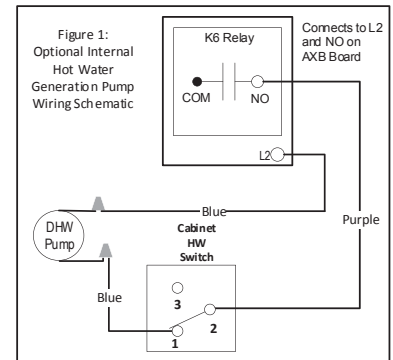 Figure 1:
Optional Internal
Hot Water
Generation Pump
Wiring Schematic
K6 Relay
Connects to L2
and NO on
AXB Board
COM
NO
L2
Blue
Purple
DHW
Pump
Cabinet
HW
Switch
Blue
3
2
1